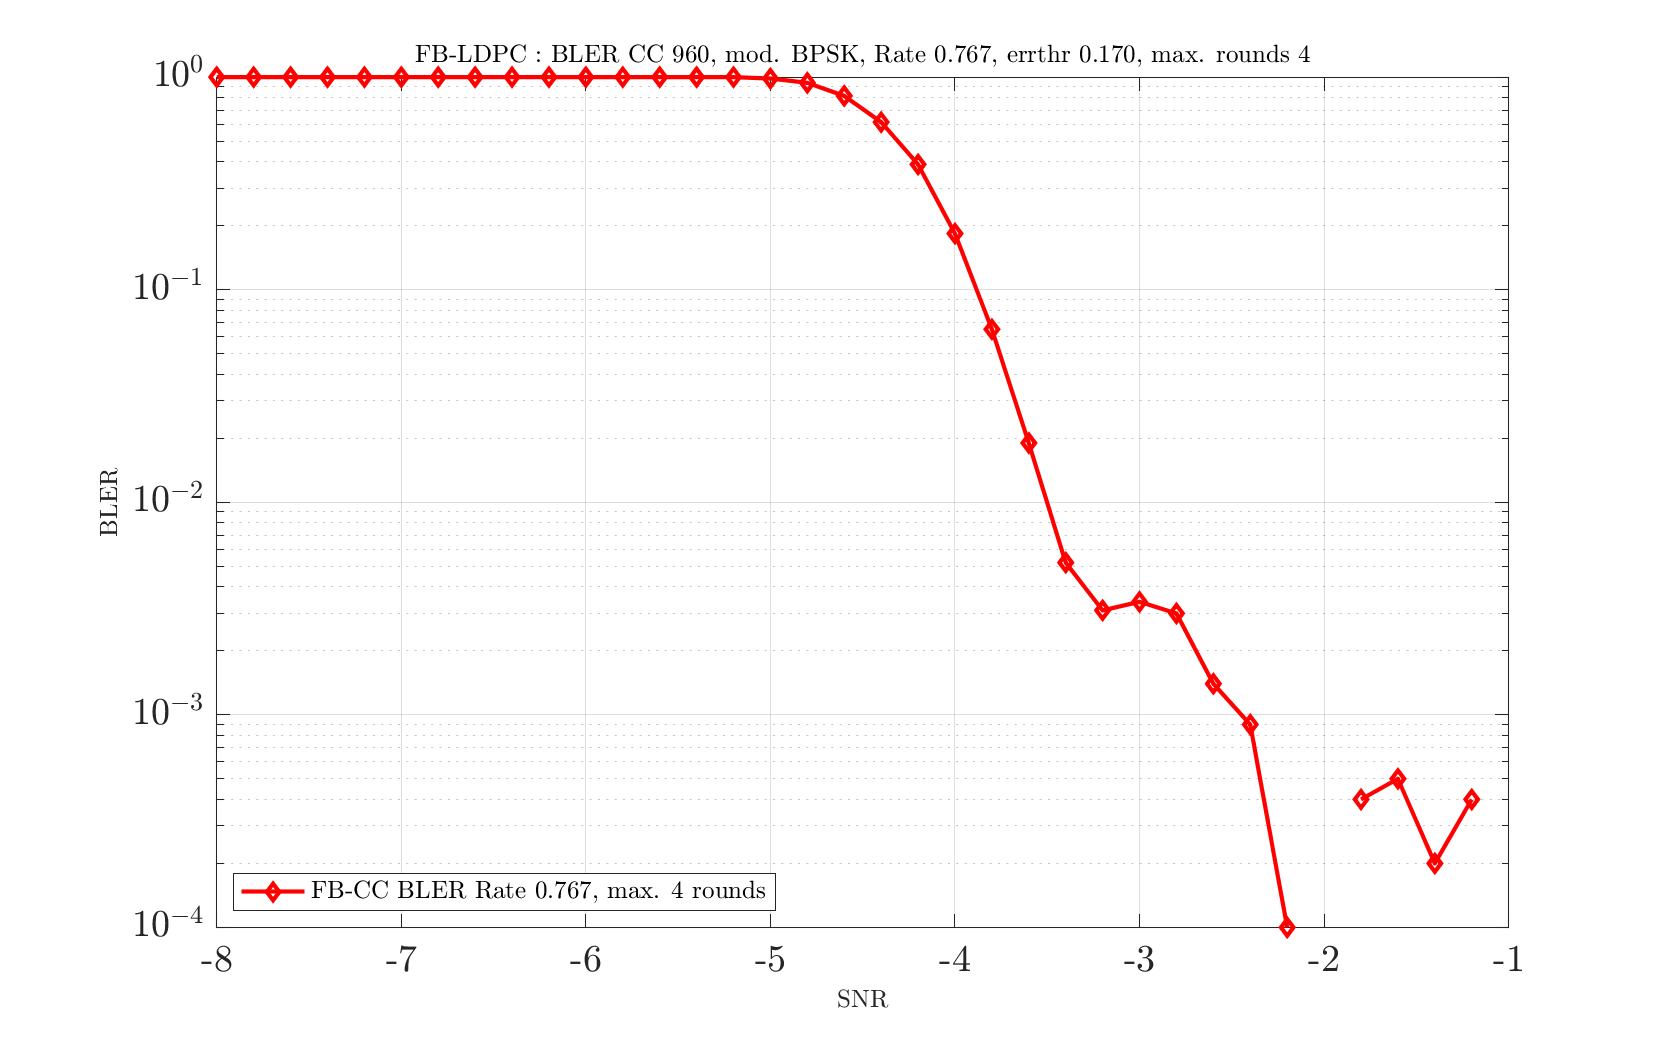 FB-LDPC : BLER CC 960, mod. BPSK, Rate 0.767, errthr 0.170, max. rounds 4
10⁰
10⁻¹
10⁻²
10⁻³
10⁻⁴
BLER
FB-CC BLER Rate 0.767, max. 4 rounds
-8 -7 -6 -5 -4 -3 -2 -1
SNR